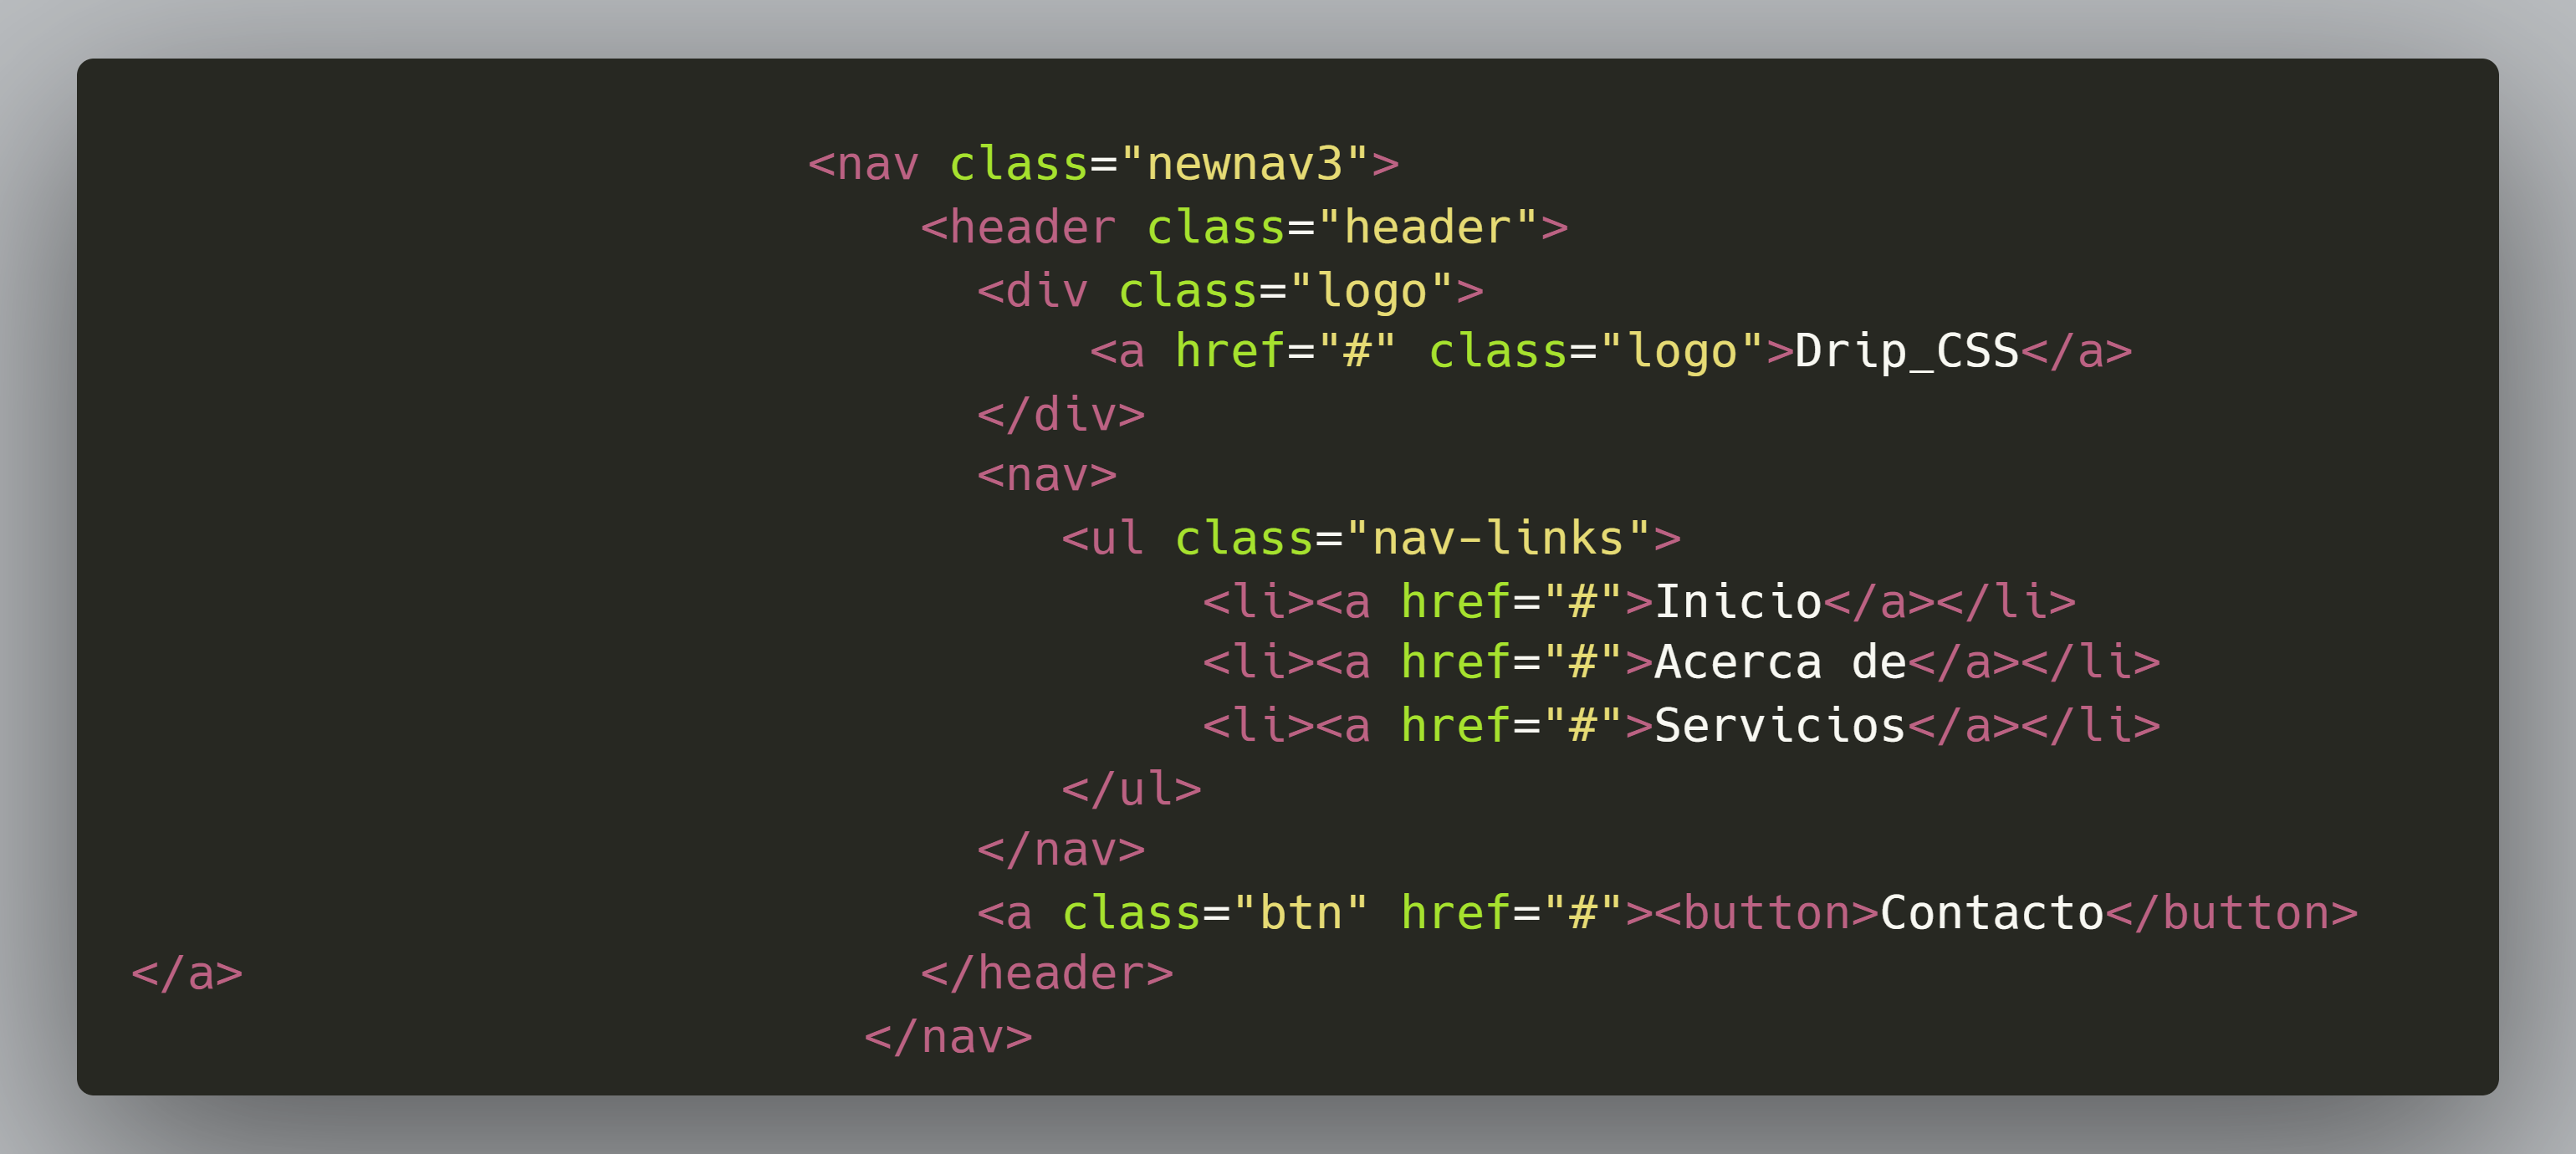 <nav class="newnav3">
<header class="header">
<div class="logo">
<a href="#" class="logo">Drip_CSS</a>
</div>
<nav>
<ul class="nav-links">
<li><a href="#">Inicio</a></li>
<li><a href="#">Acerca de</a></li>
<li><a href="#">Servicios</a></li>
</ul>
</nav>
<a class="btn" href="#"><button>Contacto</button>
</a> </header>
</nav>